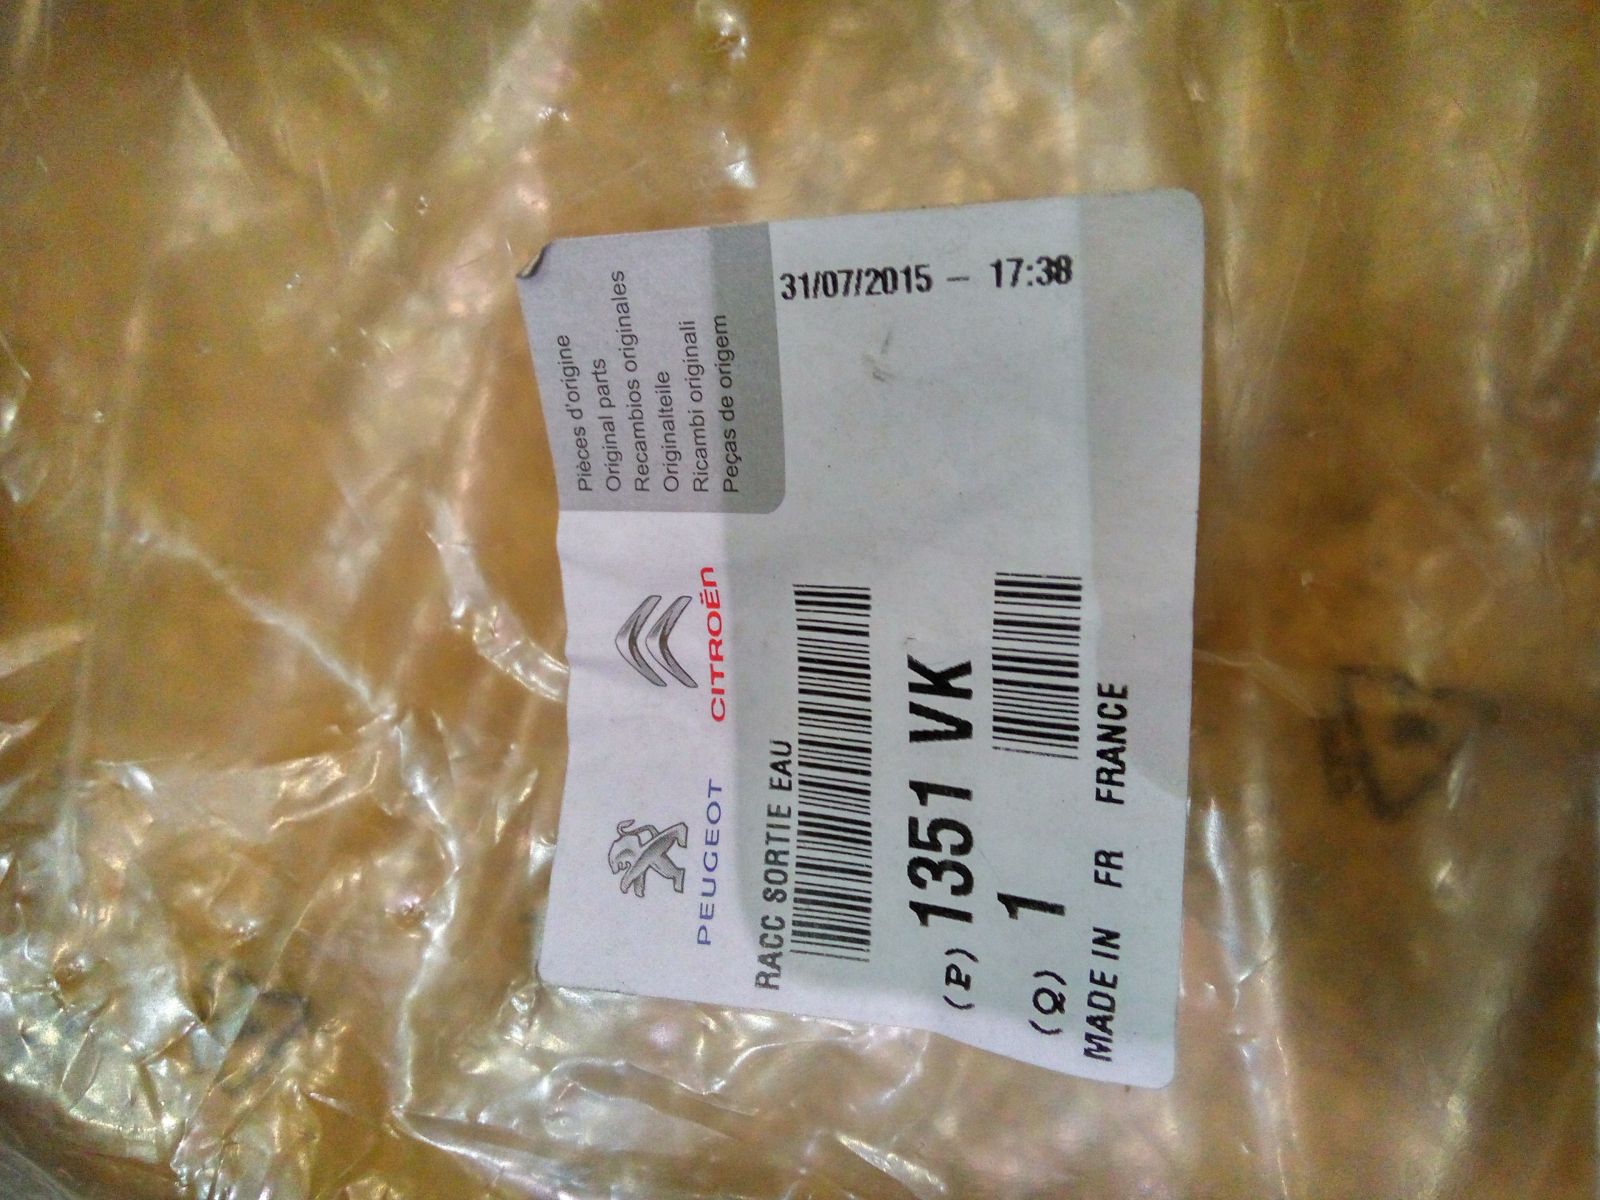 PEUGEOT
CITROËN
Pièces d'origine
Original parts
Recambios originales
Originalteile
Ricambi originali
Peças de origem
RACC SORTIE EAU
31/07/2015 – 17:38
(P) 1351 VK
(Q) 1
MADE IN FR FRANCE